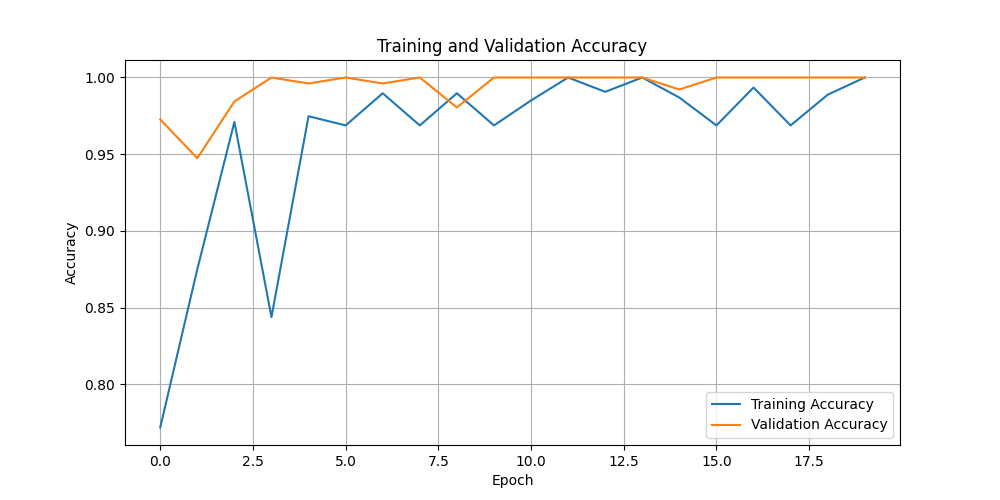 Training and Validation Accuracy
1.00
0.95
0.90
0.85
0.80
Accuracy
0.0 2.5 5.0 7.5 10.0 12.5 15.0 17.5
Epoch
Training Accuracy
Validation Accuracy